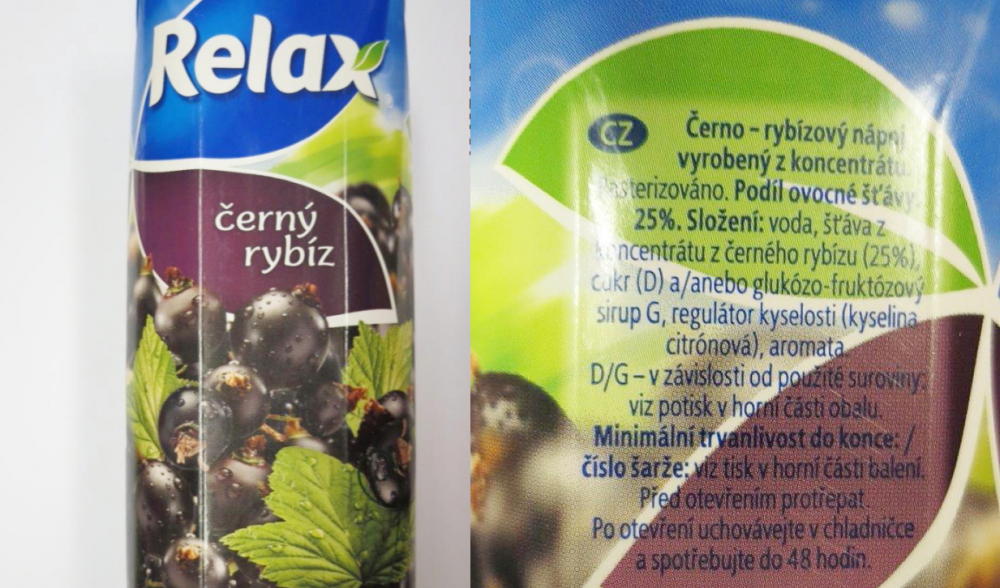 Relax
černý
rybíz
CZ
Černo – rybízový nápoj
vyrobený z koncentrátu.
Pasterizováno. Podíl ovocné šťávy
25%. Složení: voda, šťáva z
koncentrátu z černého rybízu (25%),
cukr (D) a/anebo glukózo-fruktózový
sirup G, regulátor kyselosti (kyselina
citrónová), aromata.
D/G – v závislosti od použité suroviny,
viz potisk v horní části obalu.
Minimální trvanlivost do konce: /
číslo šarže: viz tisk v horní části balení.
Před otevřením protřepat.
Po otevření uchovávejte v chladničce
a spotřebujte do 48 hodin.